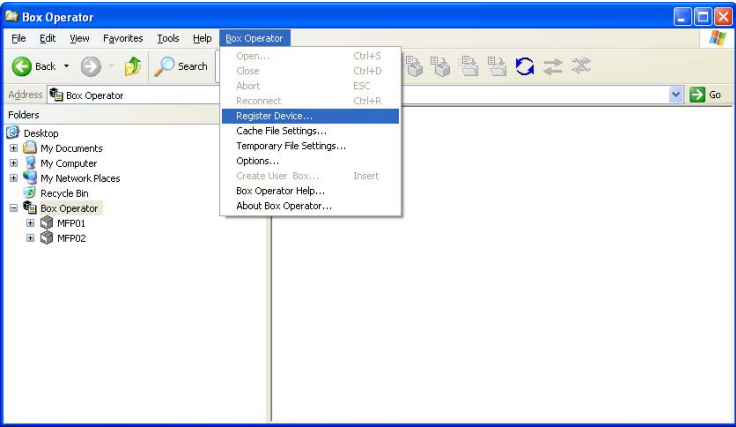 Box Operator
File Edit View Favorites Tools Help Box Operator
Back Search
Address Box Operator Go
Folders
Desktop
My Documents
My Computer
My Network Places
Recycle Bin
Box Operator
MFP01
MFP02
Open... Ctrl+S
Close Ctrl+D
Abort ESC
Reconnect Ctrl+R
Register Device...
Cache File Settings...
Temporary File Settings...
Options...
Create User Box... Insert
Box Operator Help...
About Box Operator...